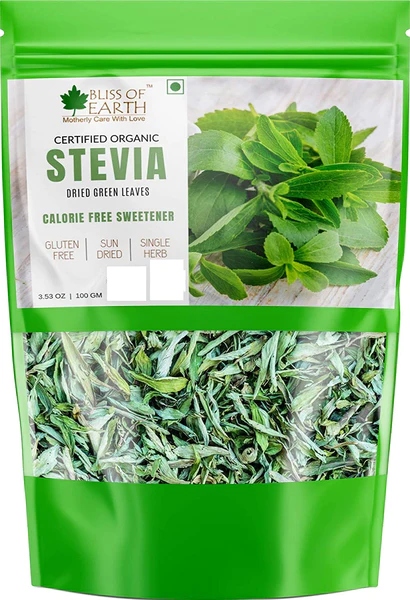 BLISS OF
EARTH™
Motherly Care With Love
CERTIFIED ORGANIC
STEVIA
DRIED GREEN LEAVES
CALORIE FREE SWEETENER
GLUTEN FREE | SUN DRIED | SINGLE HERB
3.53 OZ | 100 GM